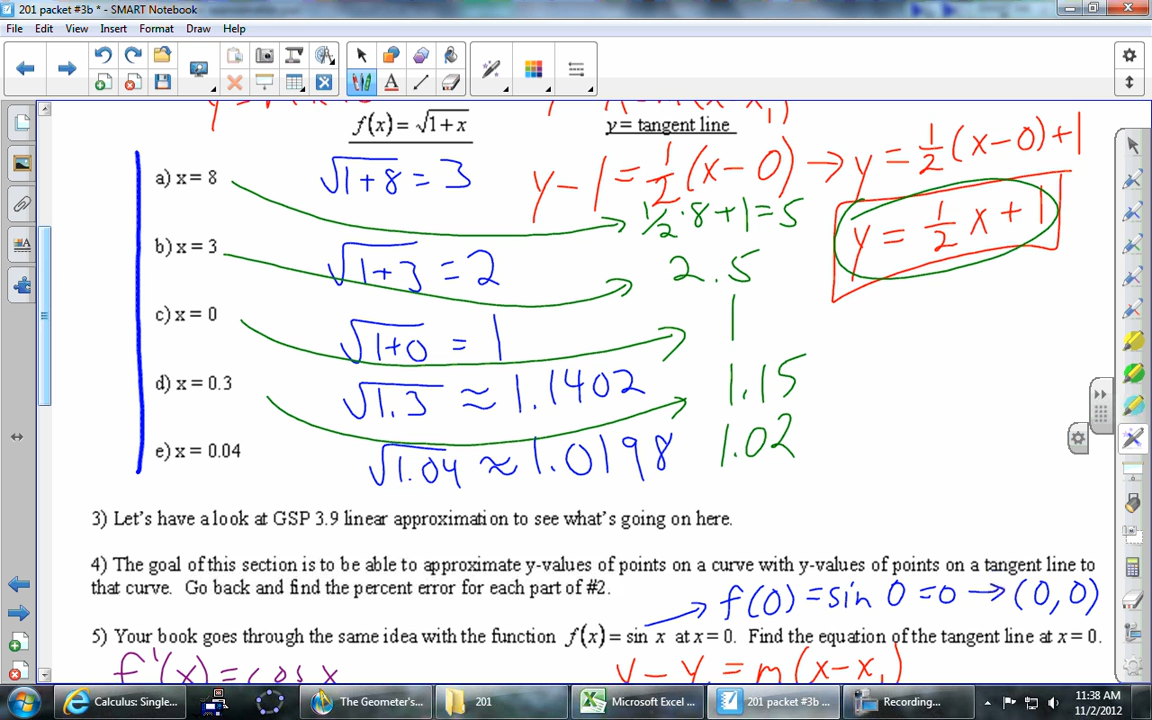 201 packet #3b * - SMART Notebook
File Edit View Insert Format Draw Help
f(x) = √1+x
y = tangent line
y - 1 = 1/2 (x - 0) → y = 1/2 (x - 0) + 1
y = 1/2 x + 1
a) x = 8 √1+8 = 3 1/2 · 8 + 1 = 5
b) x = 3 √1+3 = 2 2.5
c) x = 0 √1+0 = 1 1
d) x = 0.3 √1.3 ≈ 1.1402 1.15
e) x = 0.04 √1.04 ≈ 1.0198 1.02
3) Let's have a look at GSP 3.9 linear approximation to see what's going on here.
4) The goal of this section is to be able to approximate y-values of points on a curve with y-values of points on a tangent line to
that curve. Go back and find the percent error for each part of #2.
f(0) = sin 0 = 0 → (0, 0)
5) Your book goes through the same idea with the function f(x) = sin x at x = 0. Find the equation of the tangent line at x = 0.
f'(x) = cos x
y - y₁ = m(x - x₁)
Calculus: Single... The Geometer's... 201 Microsoft Excel ... 201 packet #3b ... Recording...
11:38 AM
11/2/2012